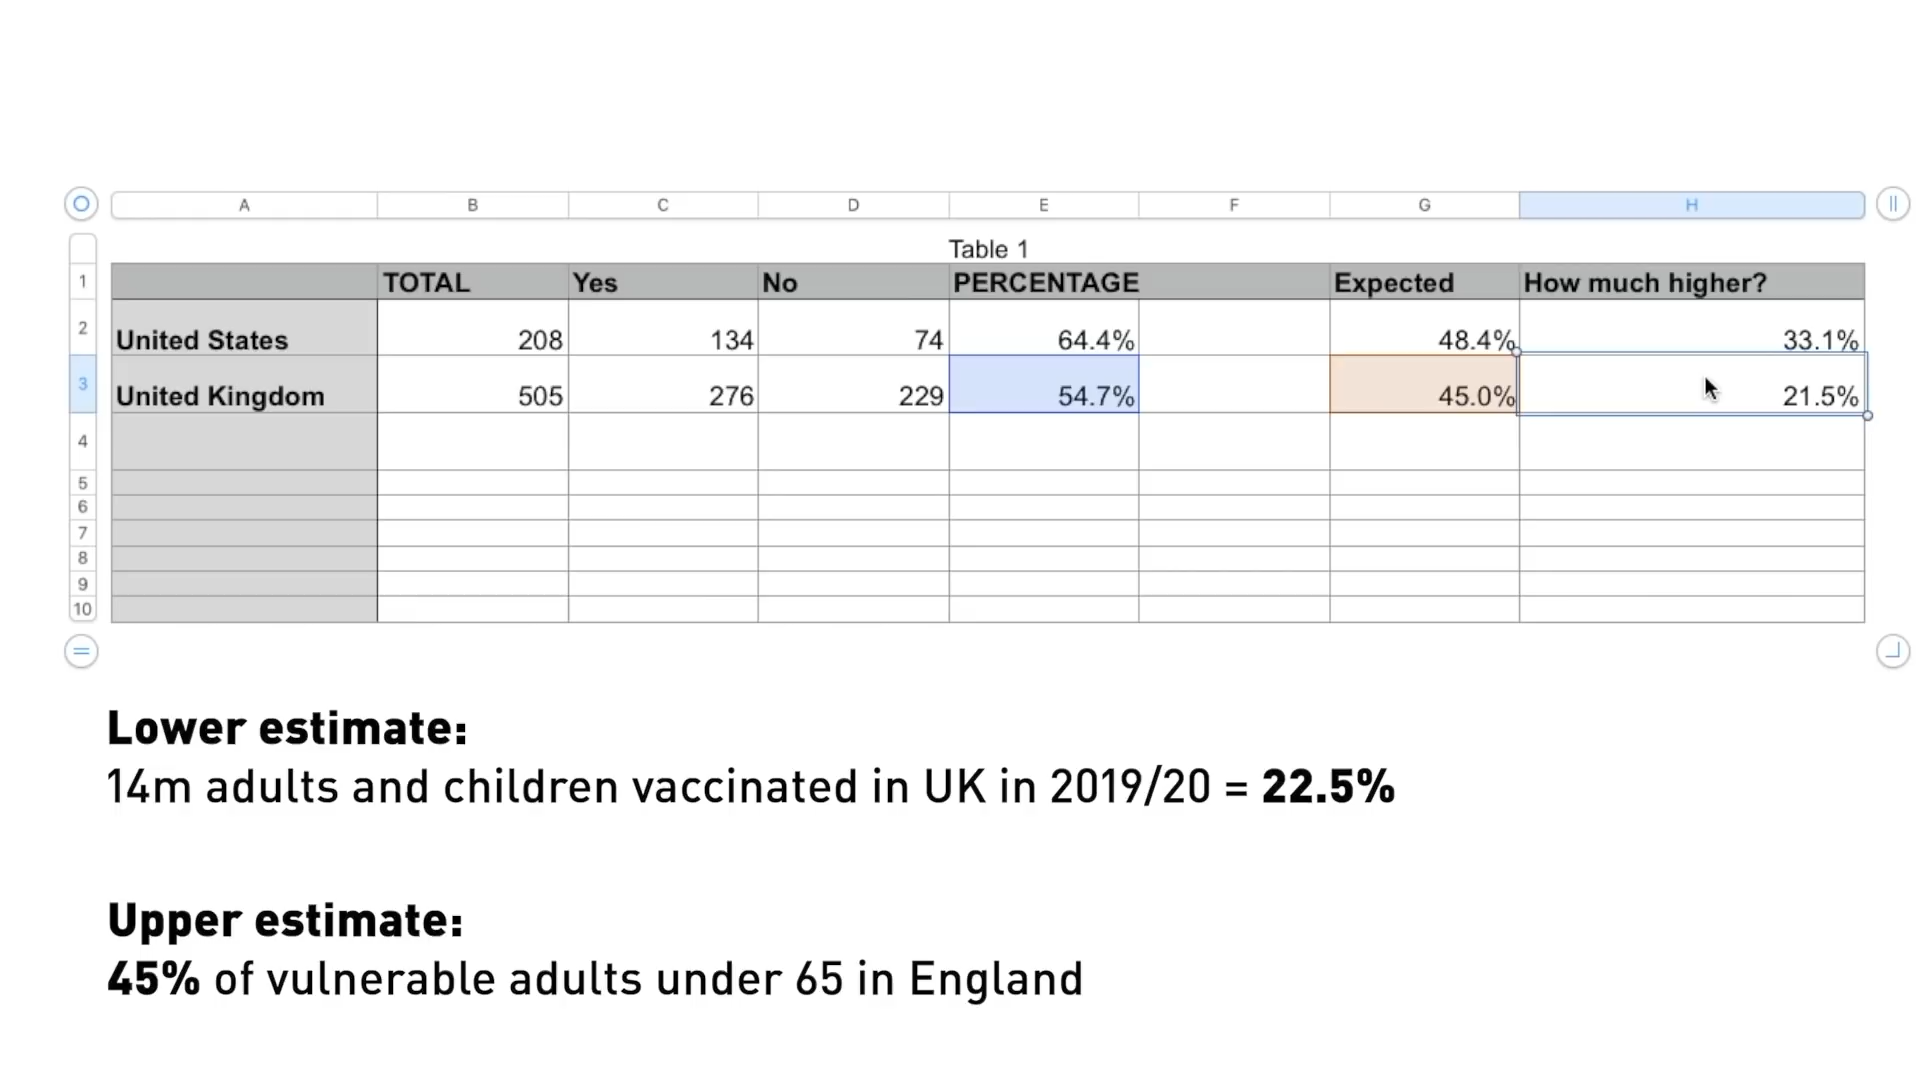 A B C D E F G H
Table 1
1 TOTAL Yes No PERCENTAGE Expected How much higher?
2 United States 208 134 74 64.4% 48.4% 33.1%
3 United Kingdom 505 276 229 54.7% 45.0% 21.5%
4
5
6
7
8
9
10
Lower estimate:
14m adults and children vaccinated in UK in 2019/20 = 22.5%
Upper estimate:
45% of vulnerable adults under 65 in England